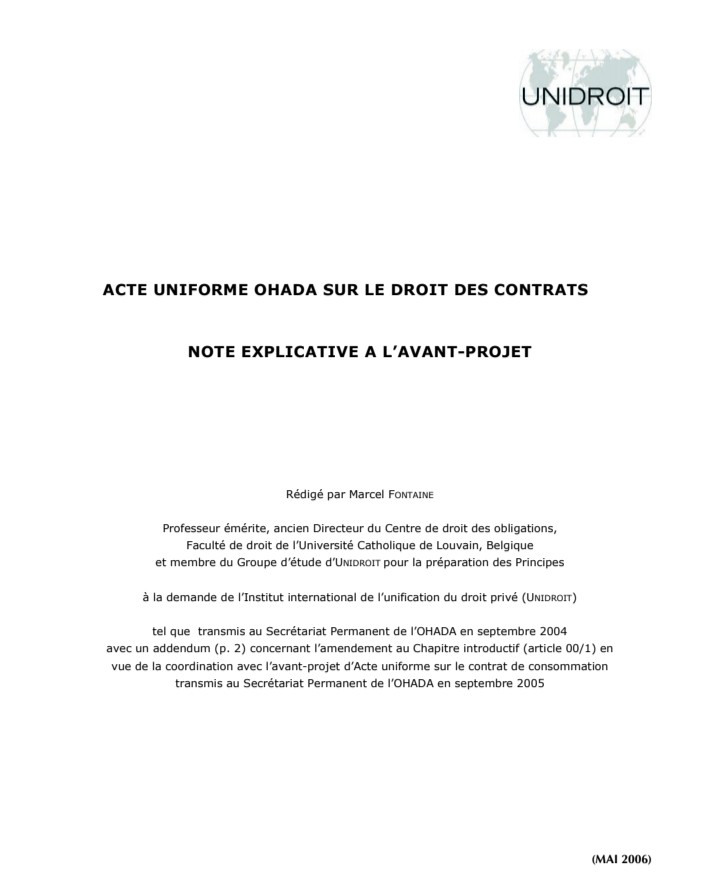 UNIDROIT
ACTE UNIFORME OHADA SUR LE DROIT DES CONTRATS
NOTE EXPLICATIVE A L'AVANT-PROJET
Rédigé par Marcel FONTAINE
Professeur émérite, ancien Directeur du Centre de droit des obligations,
Faculté de droit de l'Université Catholique de Louvain, Belgique
et membre du Groupe d'étude d'UNIDROIT pour la préparation des Principes
à la demande de l'Institut international de l'unification du droit privé (UNIDROIT)
tel que transmis au Secrétariat Permanent de l'OHADA en septembre 2004
avec un addendum (p. 2) concernant l'amendement au Chapitre introductif (article 00/1) en
vue de la coordination avec l'avant-projet d'Acte uniforme sur le contrat de consommation
transmis au Secrétariat Permanent de l'OHADA en septembre 2005
(MAI 2006)